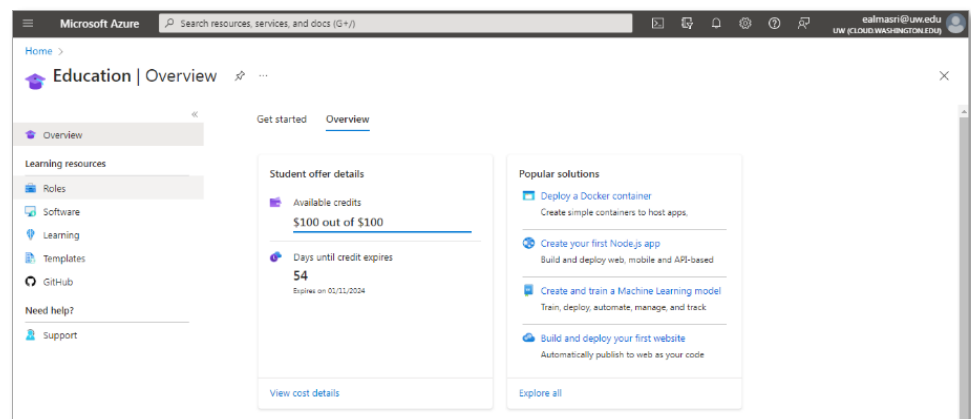 Microsoft Azure
Search resources, services, and docs (G+/)
ealmasri@uw.edu
UW (CLOUD.WASHINGTON.EDU)
Home >
Education | Overview
Get started
Overview
Overview
Learning resources
Roles
Software
Learning
Templates
GitHub
Need help?
Support
Student offer details
Available credits
$100 out of $100
Days until credit expires
54
Expires on 01/11/2024
View cost details
Popular solutions
Deploy a Docker container
Create simple containers to host apps,
Create your first Node.js app
Build and deploy web, mobile and API-based
Create and train a Machine Learning model
Train, deploy, automate, manage, and track
Build and deploy your first website
Automatically publish to web as your code
Explore all